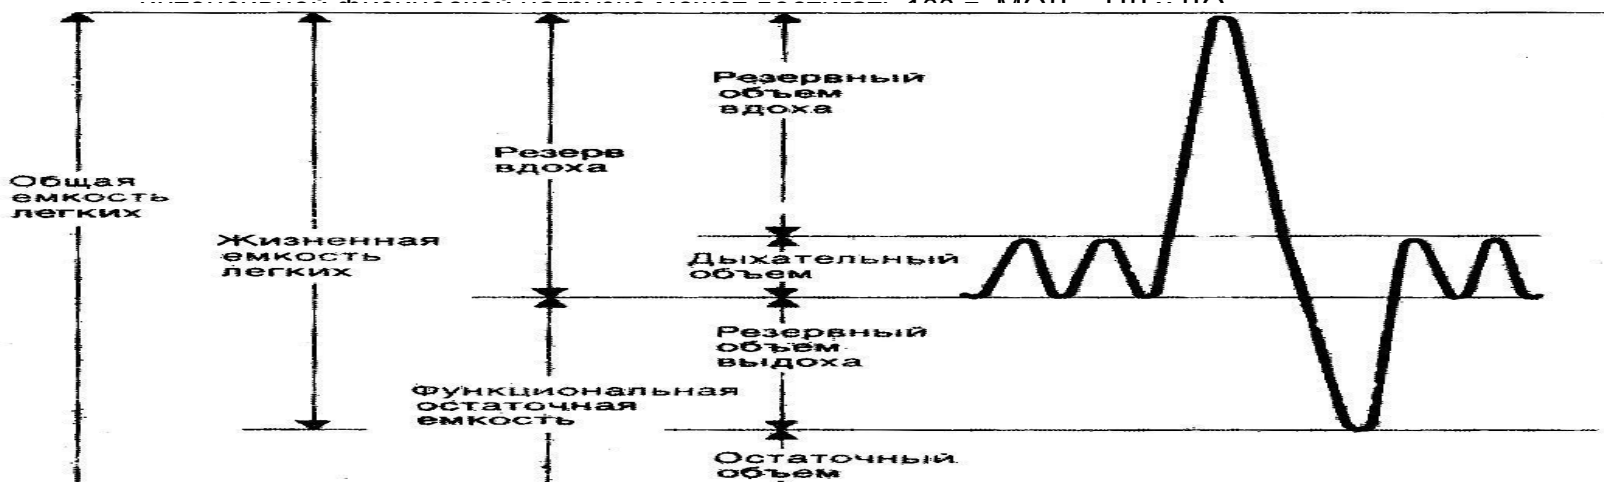 Резервный
объем
вдоха
Резерв
вдоха
Общая
емкость
легких
Жизненная
емкость
легких
Дыхательный
объем
Резервный
объем
выдоха
Функциональная
остаточная
емкость
Остаточный
объем